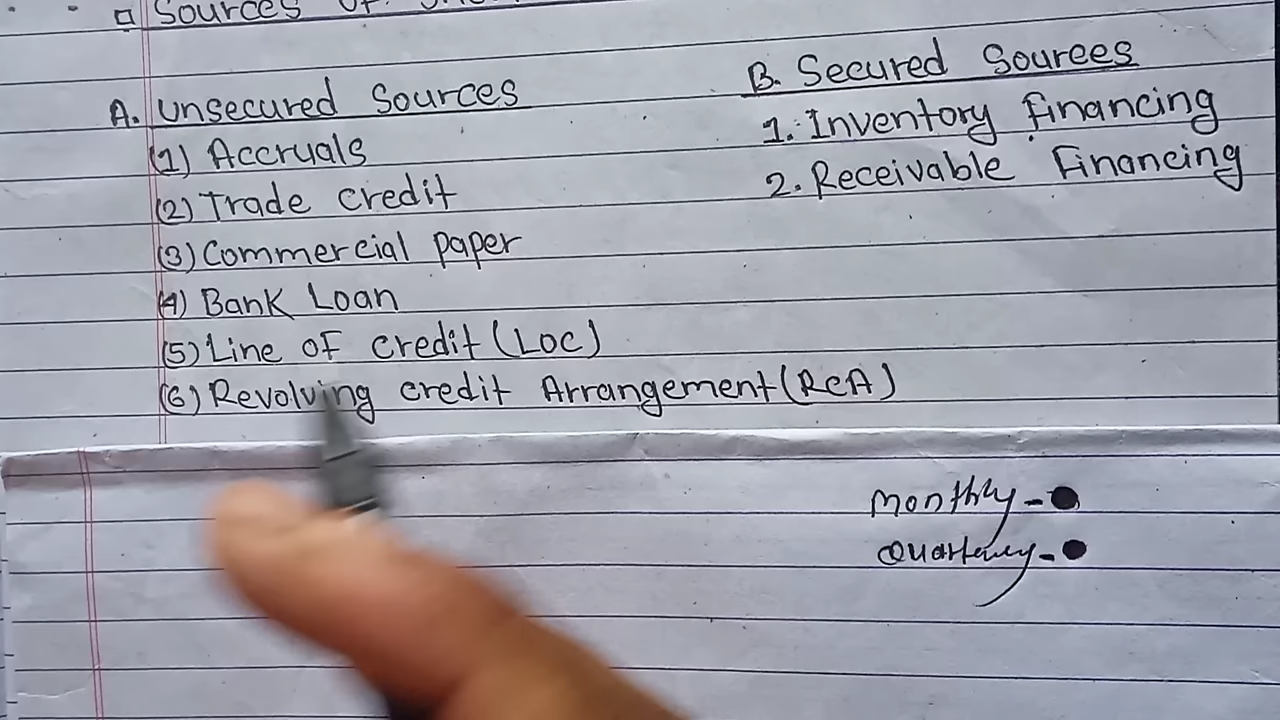 Sources of
A. Unsecured Sources
(1) Accruals
(2) Trade credit
(3) Commercial paper
(4) Bank Loan
(5) Line of credit (LOC)
(6) Revolving credit Arrangement (RCA)
B. Secured Sources
1. Inventory Financing
2. Receivable Financing
Monthly -
Quarterly -